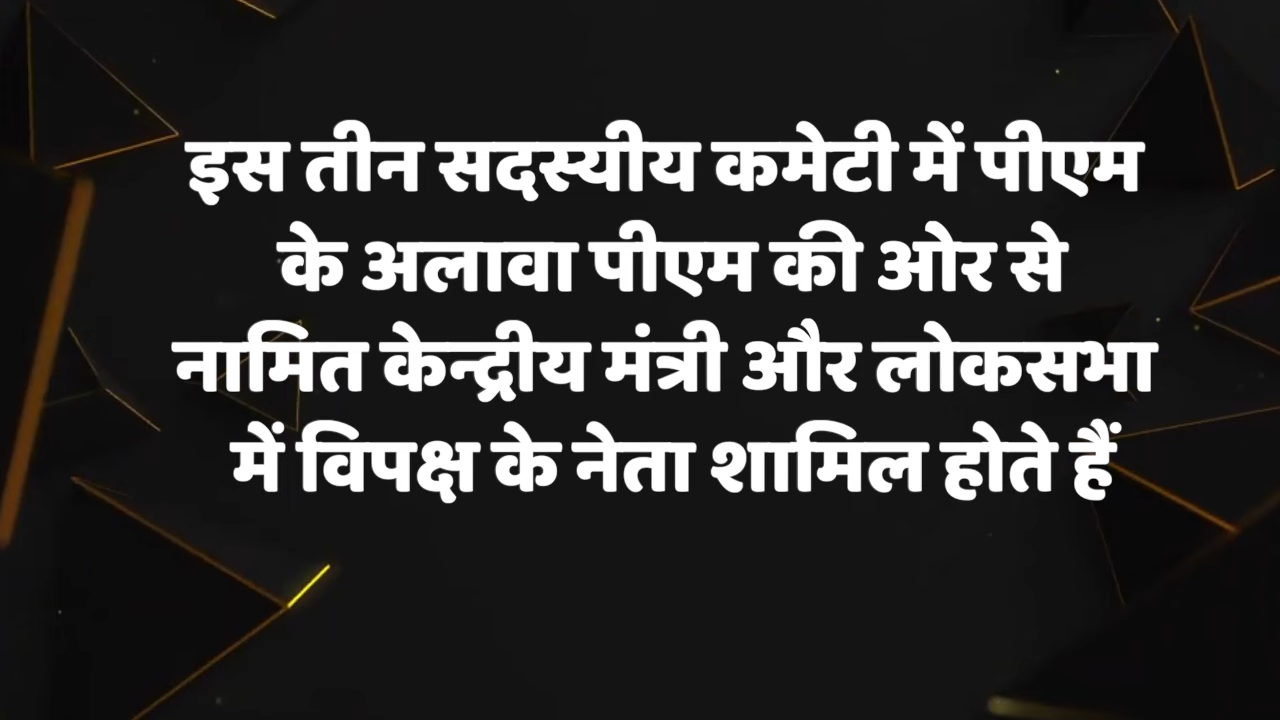 इस तीन सदस्यीय कमेटी में पीएम
के अलावा पीएम की ओर से
नामित केन्द्रीय मंत्री और लोकसभा
में विपक्ष के नेता शामिल होते हैं